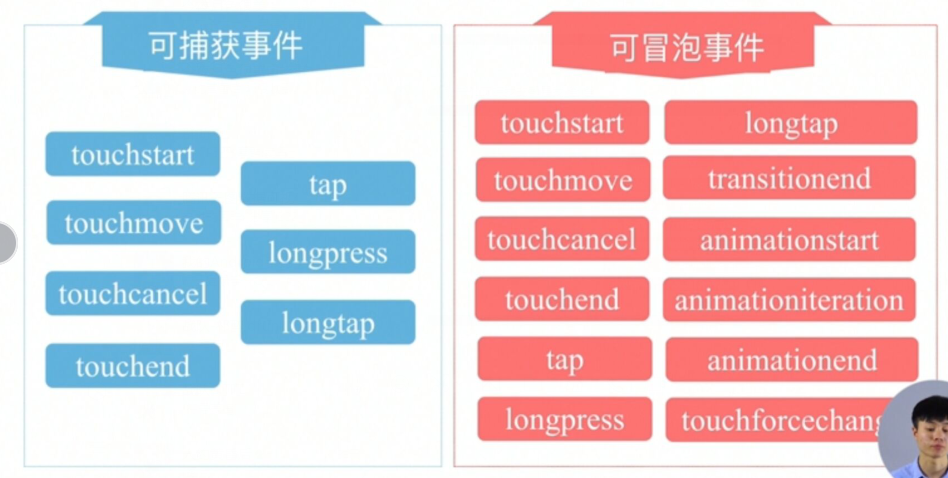 可捕获事件
touchstart
tap
touchmove
longpress
touchcancel
longtap
touchend
可冒泡事件
touchstart
longtap
touchmove
transitionend
touchcancel
animationstart
touchend
animationiteration
tap
animationend
longpress
touchforcechang